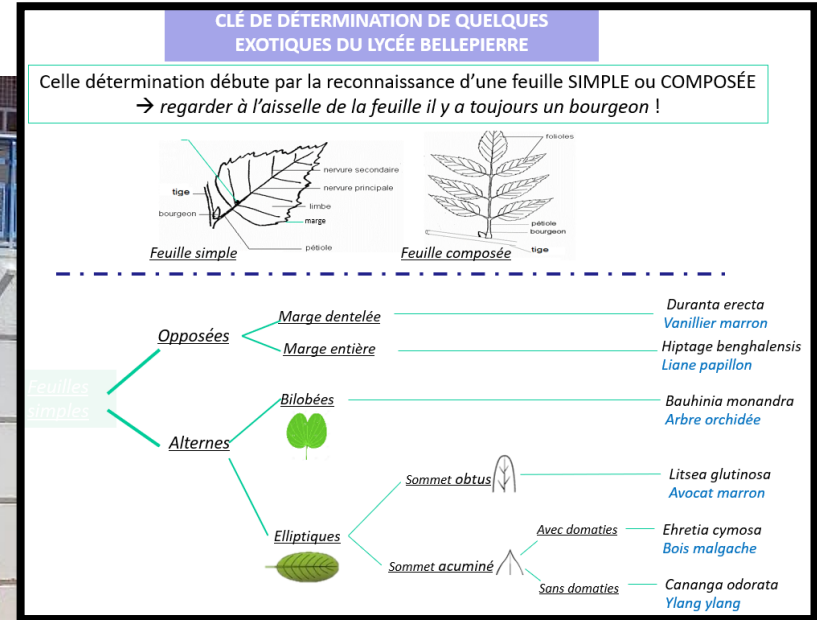 CLÉ DE DÉTERMINATION DE QUELQUES
EXOTIQUES DU LYCÉE BELLEPIERRE
Celle détermination débute par la reconnaissance d'une feuille SIMPLE ou COMPOSÉE
→ regarder à l'aisselle de la feuille il y a toujours un bourgeon !
nervure secondaire
nervure principale
tige
limbe
bourgeon
marge
pétiole
Feuille simple
folioles
pétiole
bourgeon
tige
Feuille composée
Feuilles
simples
Opposées
Marge dentelée
Duranta erecta
Vanillier marron
Marge entière
Hiptage benghalensis
Liane papillon
Alternes
Bilobées
Bauhinia monandra
Arbre orchidée
Elliptiques
Sommet obtus
Litsea glutinosa
Avocat marron
Sommet acuminé
Avec domaties
Ehretia cymosa
Bois malgache
Sans domaties
Cananga odorata
Ylang ylang